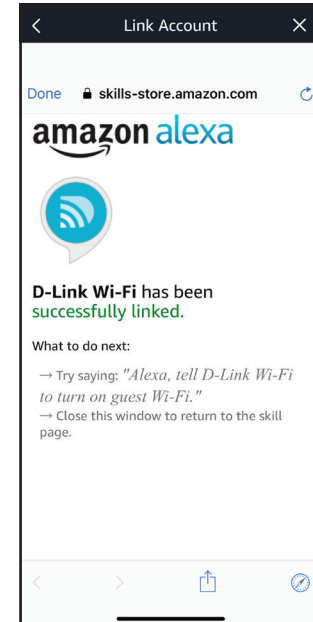 Link Account
Done skills-store.amazon.com
amazon alexa
D-Link Wi-Fi has been
successfully linked.
What to do next:
→ Try saying: "Alexa, tell D-Link Wi-Fi
to turn on guest Wi-Fi."
→ Close this window to return to the skill
page.